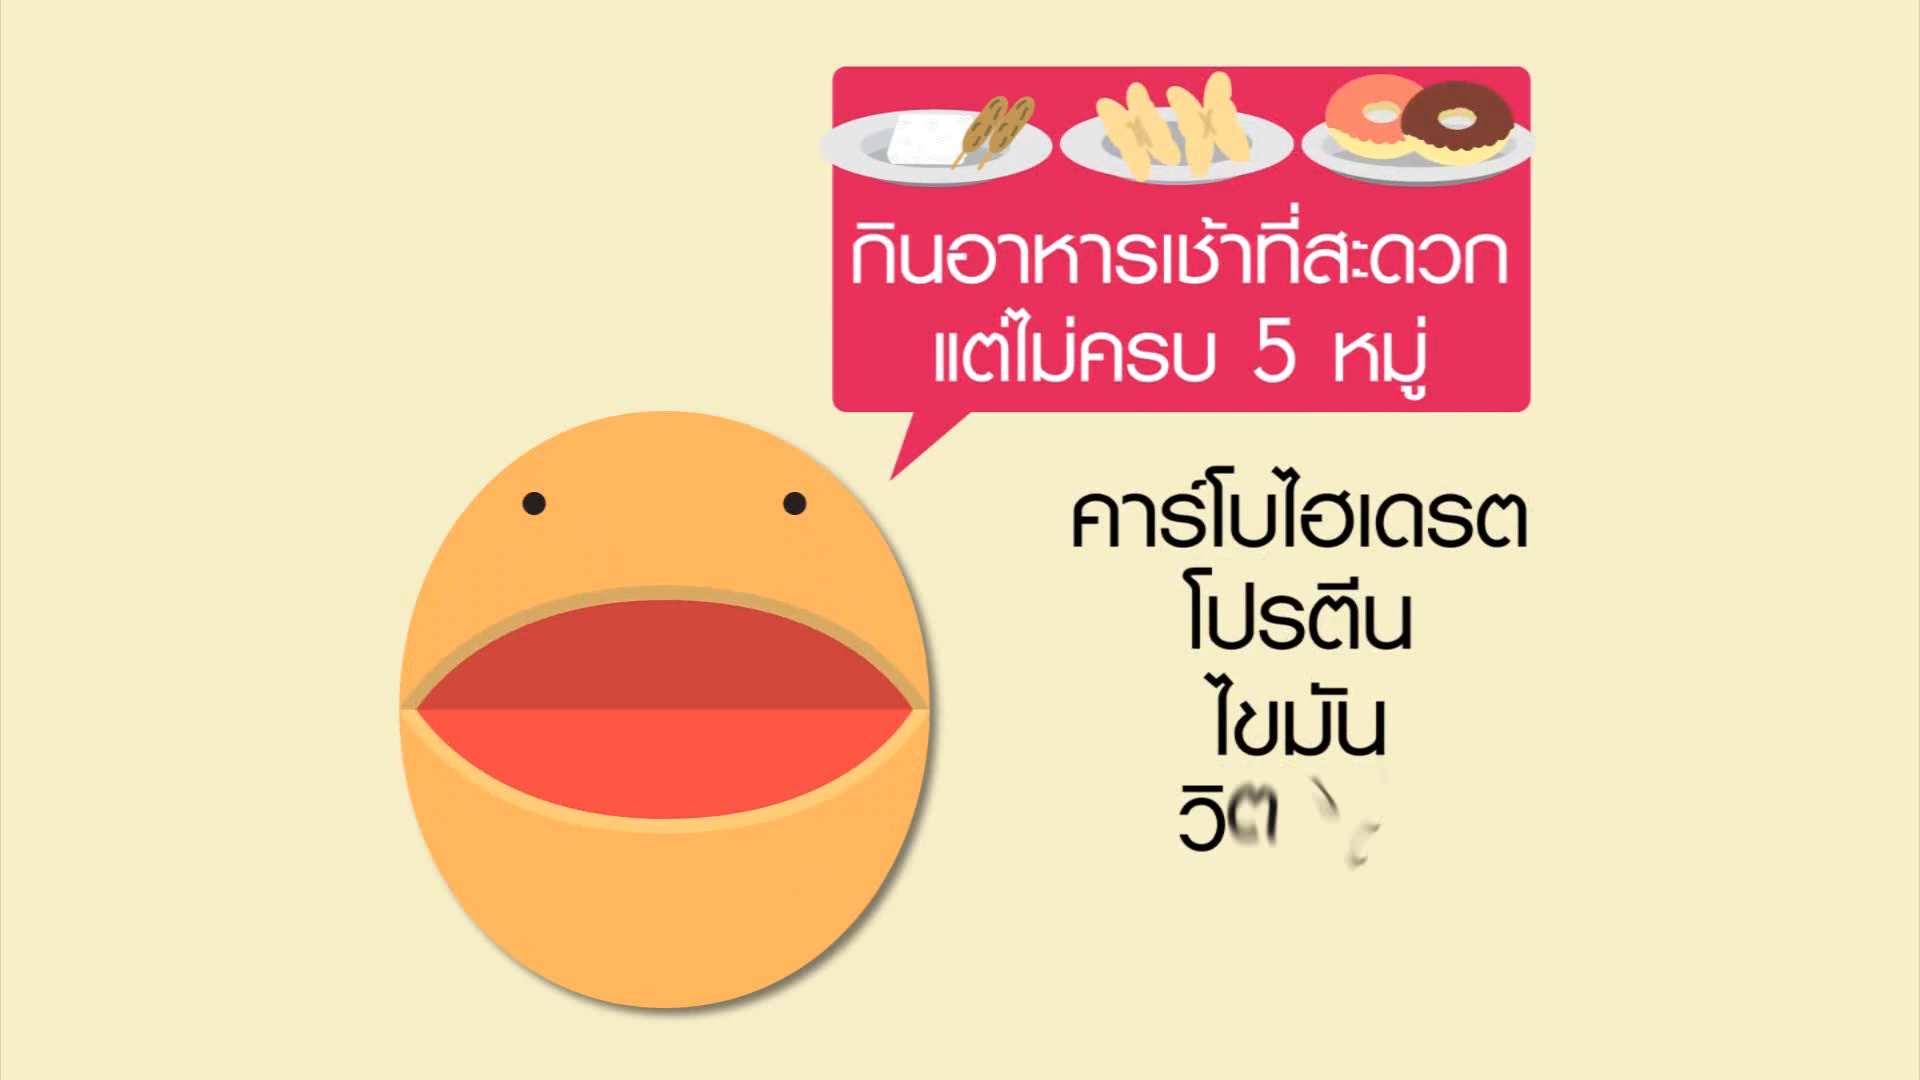 กินอาหารเช้าที่สะดวก
แต่ไม่ครบ 5 หมู่
คาร์โบไฮเดรต
โปรตีน
ไขมัน